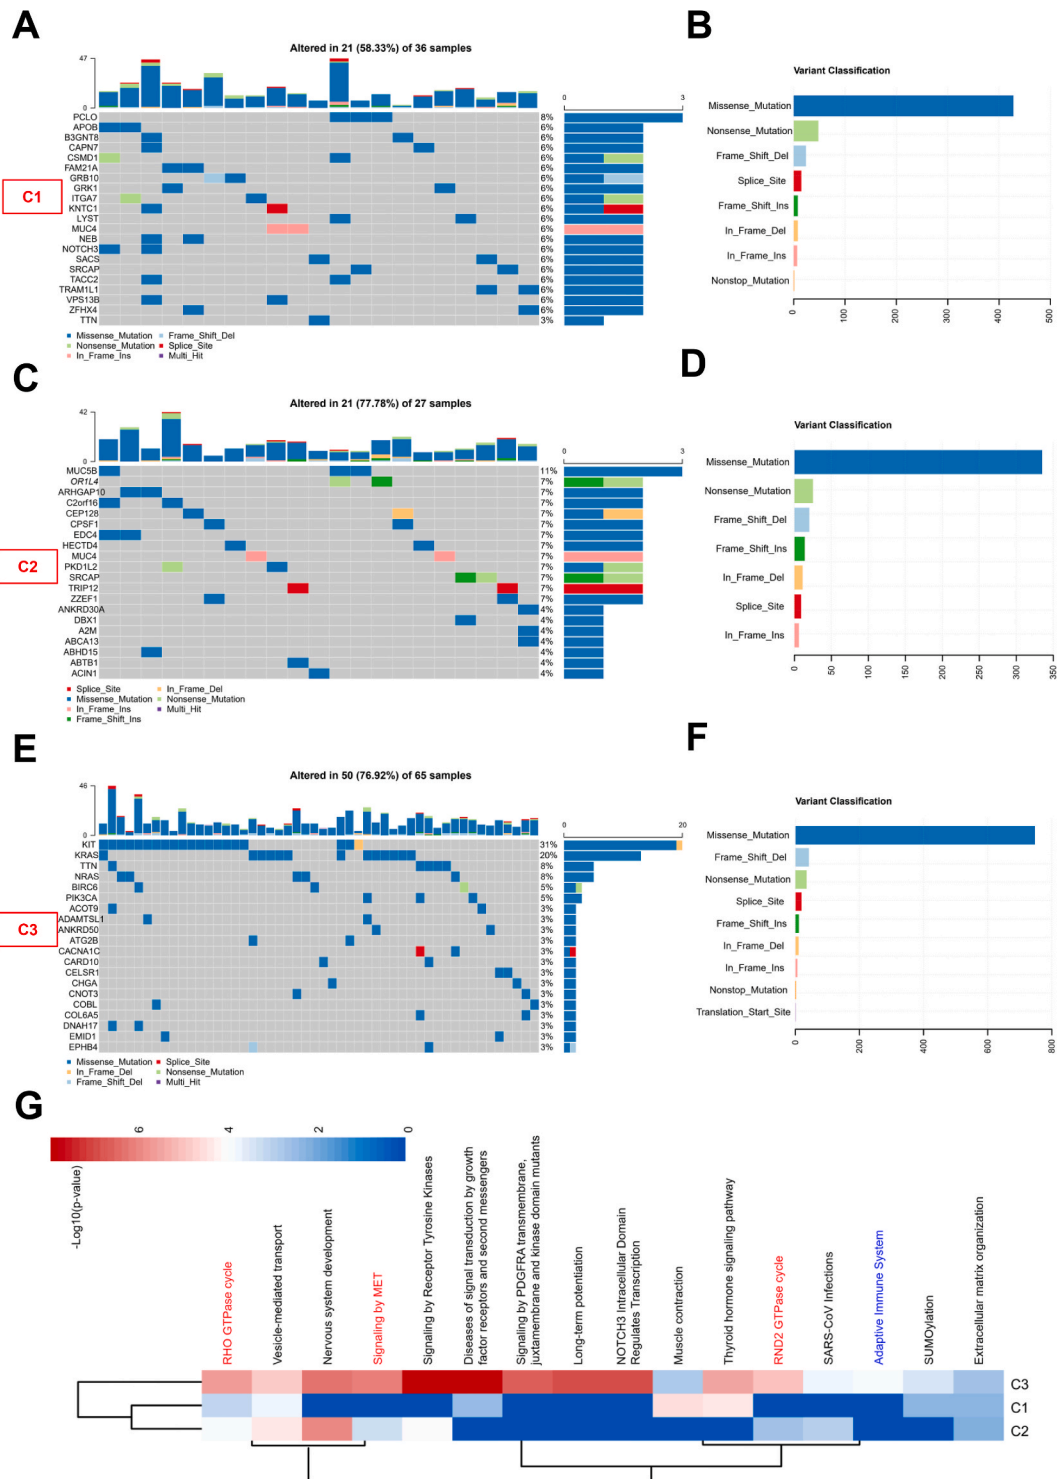 A
Altered in 21 (58.33%) of 36 samples
47
0
0
3
PCLO 8%
APOB 6%
B3GNT8 6%
CAPN7 6%
CSMD1 6%
FAM21A 6%
GRB10 6%
GRK1 6%
ITGA7 6%
KNTC1 6%
LYST 6%
MUC4 6%
NEB 6%
NOTCH3 6%
SACS 6%
SRCAP 6%
TACC2 6%
TRAM1L1 6%
VPS13B 6%
ZFHX4 6%
TTN 3%
C1
Missense_Mutation Frame_Shift_Del
Nonsense_Mutation Splice_Site
In_Frame_Ins Multi_Hit
B
Variant Classification
Missense_Mutation
Nonsense_Mutation
Frame_Shift_Del
Splice_Site
Frame_Shift_Ins
In_Frame_Del
In_Frame_Ins
Nonstop_Mutation
0 100 200 300 400 500
C
Altered in 21 (77.78%) of 27 samples
42
0
0
3
MUC5B 11%
OR1L4 7%
ARHGAP10 7%
C2orf16 7%
CEP128 7%
CPSF1 7%
EDC4 7%
HECTD4 7%
MUC4 7%
PKD1L2 7%
SRCAP 7%
TRIP12 7%
ZZEF1 7%
ANKRD30A 4%
DBX1 4%
A2M 4%
ABCA13 4%
ABHD15 4%
ABTB1 4%
ACIN1 4%
C2
Splice_Site In_Frame_Del
Missense_Mutation Nonsense_Mutation
In_Frame_Ins Multi_Hit
Frame_Shift_Ins
D
Variant Classification
Missense_Mutation
Nonsense_Mutation
Frame_Shift_Del
Frame_Shift_Ins
In_Frame_Del
Splice_Site
In_Frame_Ins
0 50 100 150 200 250 300 350
E
Altered in 50 (76.92%) of 65 samples
46
0
0
20
KIT 31%
KRAS 20%
TTN 8%
NRAS 8%
BIRC6 5%
PIK3CA 5%
ACOT9 3%
ADAMTSL1 3%
ANKRD50 3%
ATG2B 3%
CACNA1C 3%
CARD10 3%
CELSR1 3%
CHGA 3%
CNOT3 3%
COBL 3%
COL6A5 3%
DNAH17 3%
EMID1 3%
EPHB4 3%
C3
Missense_Mutation Splice_Site
In_Frame_Del Nonsense_Mutation
Frame_Shift_Del Multi_Hit
F
Variant Classification
Missense_Mutation
Frame_Shift_Del
Nonsense_Mutation
Splice_Site
Frame_Shift_Ins
In_Frame_Del
In_Frame_Ins
Nonstop_Mutation
Translation_Start_Site
0 200 400 600 800
G
6 4 2 0
-Log10(p-value)
RHO GTPase cycle
Vesicle-mediated transport
Nervous system development
Signaling by MET
Signaling by Receptor Tyrosine Kinases
Diseases of signal transduction by growth
factor receptors and second messengers
Signaling by PDGFRA transmembrane,
juxtamembrane and kinase domain mutants
Long-term potentiation
NOTCH3 Intracellular Domain
Regulates Transcription
Muscle contraction
Thyroid hormone signaling pathway
RND2 GTPase cycle
SARS-CoV Infections
Adaptive Immune System
SUMOylation
Extracellular matrix organization
C3
C1
C2